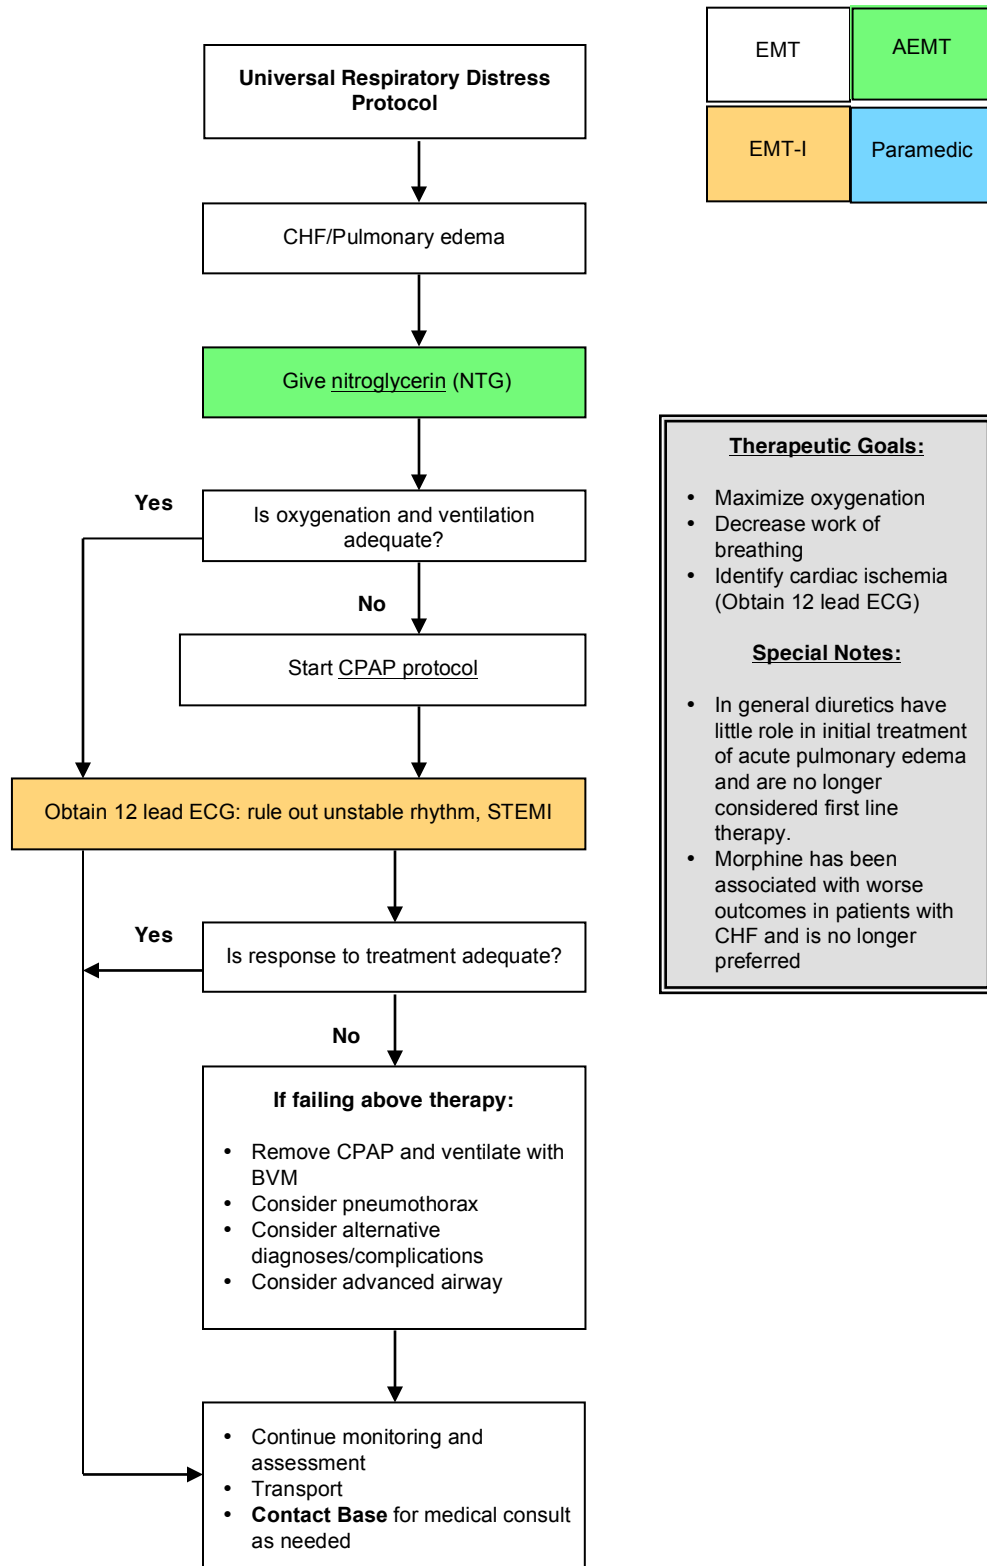 EMT
AEMT
EMT-I
Paramedic
Universal Respiratory Distress
Protocol
CHF/Pulmonary edema
Give nitroglycerin (NTG)
Yes
Is oxygenation and ventilation
adequate?
No
Start CPAP protocol
Obtain 12 lead ECG: rule out unstable rhythm, STEMI
Yes
Is response to treatment adequate?
No
If failing above therapy:
• Remove CPAP and ventilate with
BVM
• Consider pneumothorax
• Consider alternative
diagnoses/complications
• Consider advanced airway
• Continue monitoring and
assessment
• Transport
• Contact Base for medical consult
as needed
Therapeutic Goals:
• Maximize oxygenation
• Decrease work of
breathing
• Identify cardiac ischemia
(Obtain 12 lead ECG)
Special Notes:
• In general diuretics have
little role in initial treatment
of acute pulmonary edema
and are no longer
considered first line
therapy.
• Morphine has been
associated with worse
outcomes in patients with
CHF and is no longer
preferred